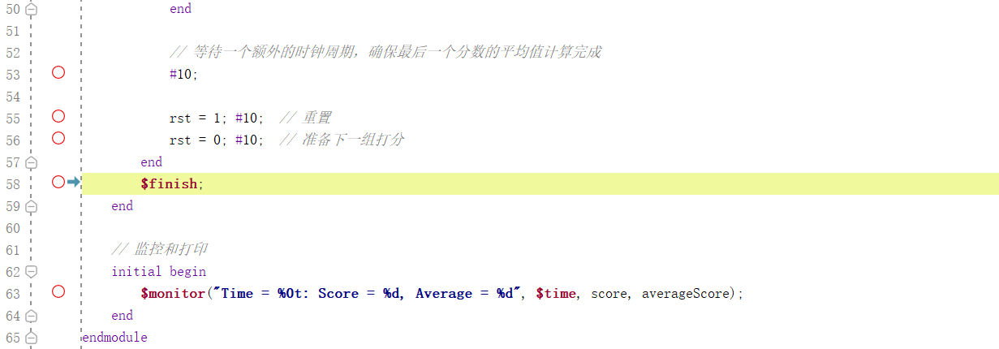 50 end
51
52 // 等待一个额外的时钟周期，确保最后一个分数的平均值计算完成
53 #10;
54
55 rst = 1; #10; // 重置
56 rst = 0; #10; // 准备下一组打分
57 end
58 $finish;
59 end
60
61 // 监控和打印
62 initial begin
63 $monitor("Time = %0t: Score = %d, Average = %d", $time, score, averageScore);
64 end
65 endmodule